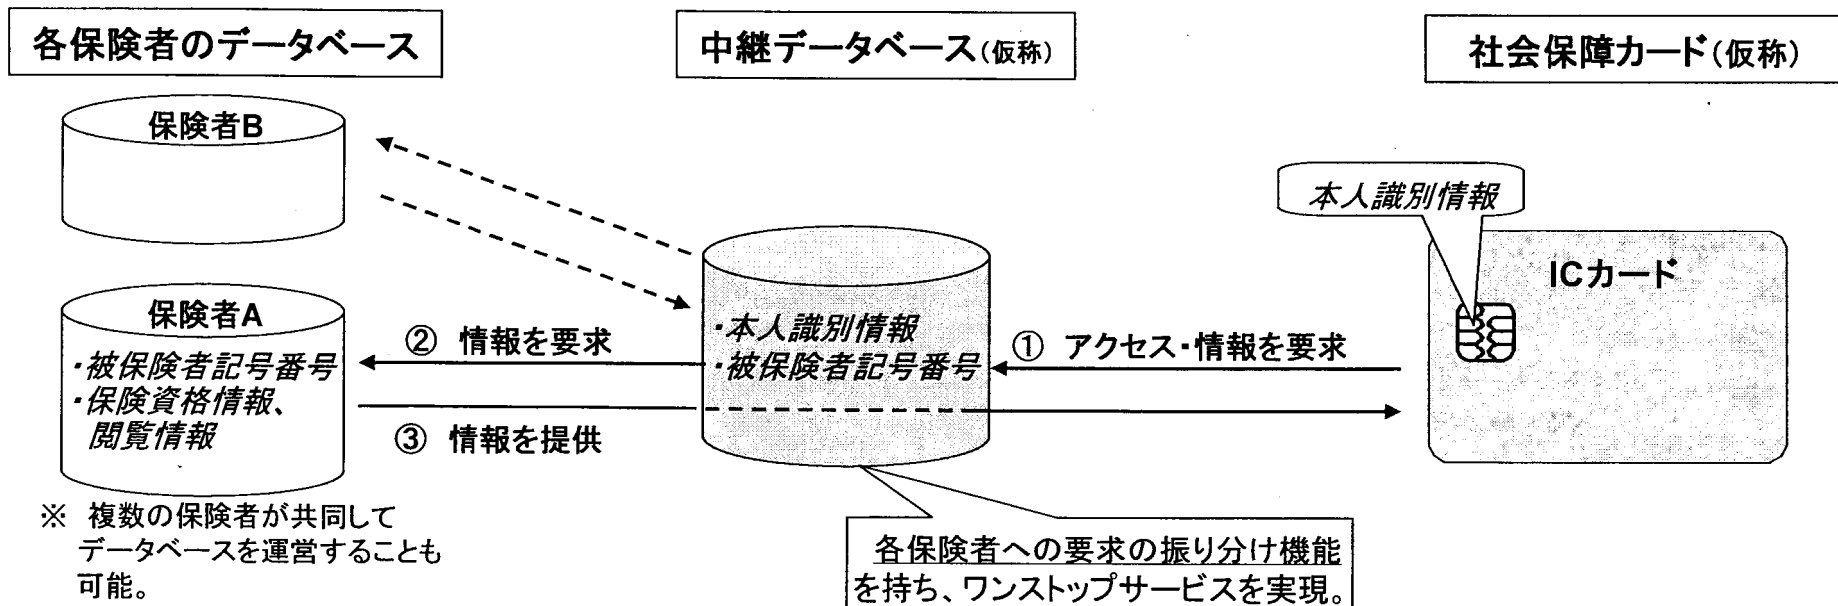 各保険者のデータベース
中継データベース(仮称)
社会保障カード(仮称)
保険者B
本人識別情報
ICカード
保険者A
・被保険者記号番号
・保険資格情報、
閲覧情報
② 情報を要求
③ 情報を提供
・本人識別情報
・被保険者記号番号
① アクセス・情報を要求
※ 複数の保険者が共同して
データベースを運営することも
可能。
各保険者への要求の振り分け機能
を持ち、ワンストップサービスを実現。